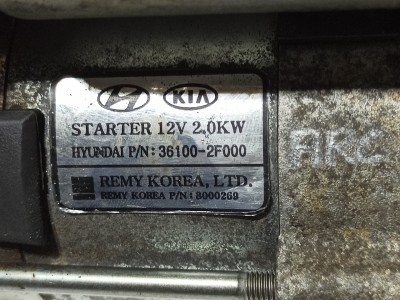 KIA
STARTER 12V 2.0KW
HYUNDAI P/N: 36100-2F000
REMY KOREA, LTD.
REMY KOREA P/N: 8000269